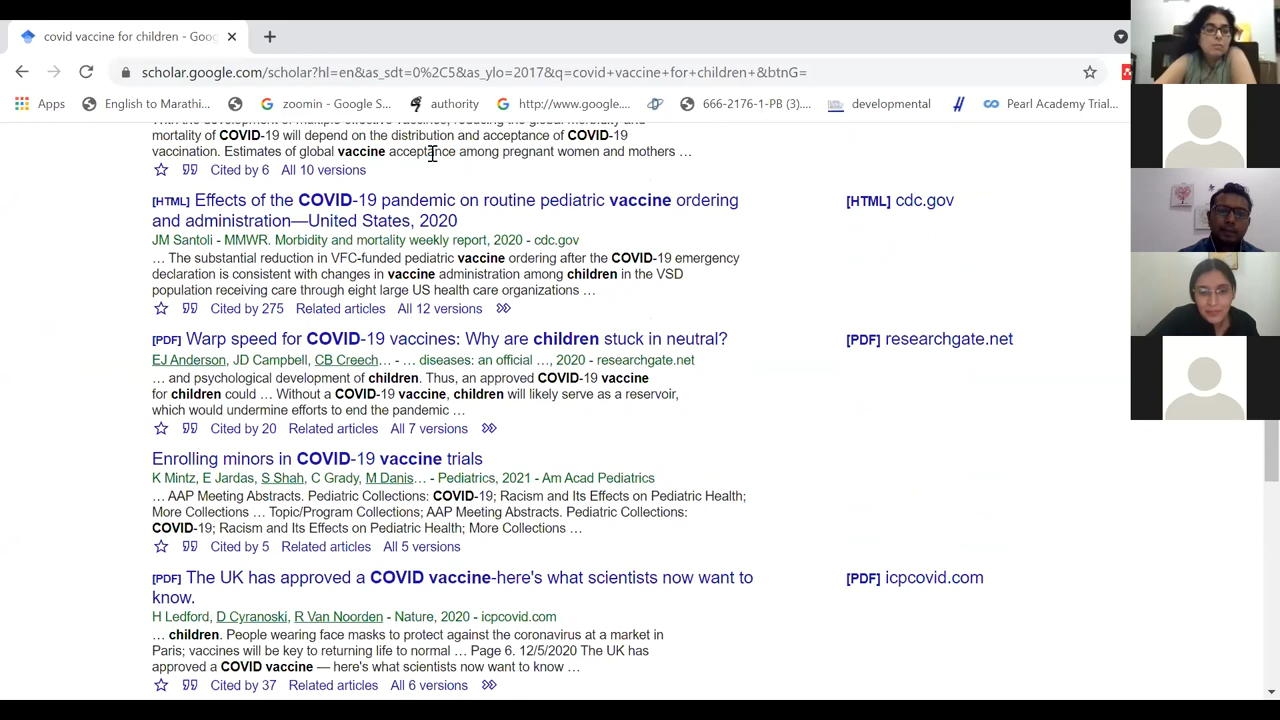 covid vaccine for children - Goo
scholar.google.com/scholar?hl=en&as_sdt=0%2C5&as_ylo=2017&q=covid+vaccine+for+children+&btnG=
Apps English to Marathi... zoomin - Google S... authority http://www.google.... 666-2176-1-PB (3).... developmental Pearl Academy Trai...
mortality of COVID-19 will depend on the distribution and acceptance of COVID-19
vaccination. Estimates of global vaccine acceptance among pregnant women and mothers …
Cited by 6 All 10 versions
[HTML] Effects of the COVID-19 pandemic on routine pediatric vaccine ordering [HTML] cdc.gov
and administration—United States, 2020
JM Santoli - MMWR. Morbidity and mortality weekly report, 2020 - cdc.gov
… The substantial reduction in VFC-funded pediatric vaccine ordering after the COVID-19 emergency
declaration is consistent with changes in vaccine administration among children in the VSD
population receiving care through eight large US health care organizations …
Cited by 275 Related articles All 12 versions
[PDF] Warp speed for COVID-19 vaccines: Why are children stuck in neutral? [PDF] researchgate.net
EJ Anderson, JD Campbell, CB Creech… - … diseases: an official …, 2020 - researchgate.net
… and psychological development of children. Thus, an approved COVID-19 vaccine
for children could … Without a COVID-19 vaccine, children will likely serve as a reservoir,
which would undermine efforts to end the pandemic …
Cited by 20 Related articles All 7 versions
Enrolling minors in COVID-19 vaccine trials
K Mintz, E Jardas, S Shah, C Grady, M Danis… - Pediatrics, 2021 - Am Acad Pediatrics
… AAP Meeting Abstracts. Pediatric Collections: COVID-19; Racism and Its Effects on Pediatric Health;
More Collections … Topic/Program Collections; AAP Meeting Abstracts. Pediatric Collections:
COVID-19; Racism and Its Effects on Pediatric Health; More Collections …
Cited by 5 Related articles All 5 versions
[PDF] The UK has approved a COVID vaccine-here's what scientists now want to [PDF] icpcovid.com
know.
H Ledford, D Cyranoski, R Van Noorden - Nature, 2020 - icpcovid.com
… children. People wearing face masks to protect against the coronavirus at a market in
Paris; vaccines will be key to returning life to normal … Page 6. 12/5/2020 The UK has
approved a COVID vaccine — here's what scientists now want to know …
Cited by 37 Related articles All 6 versions